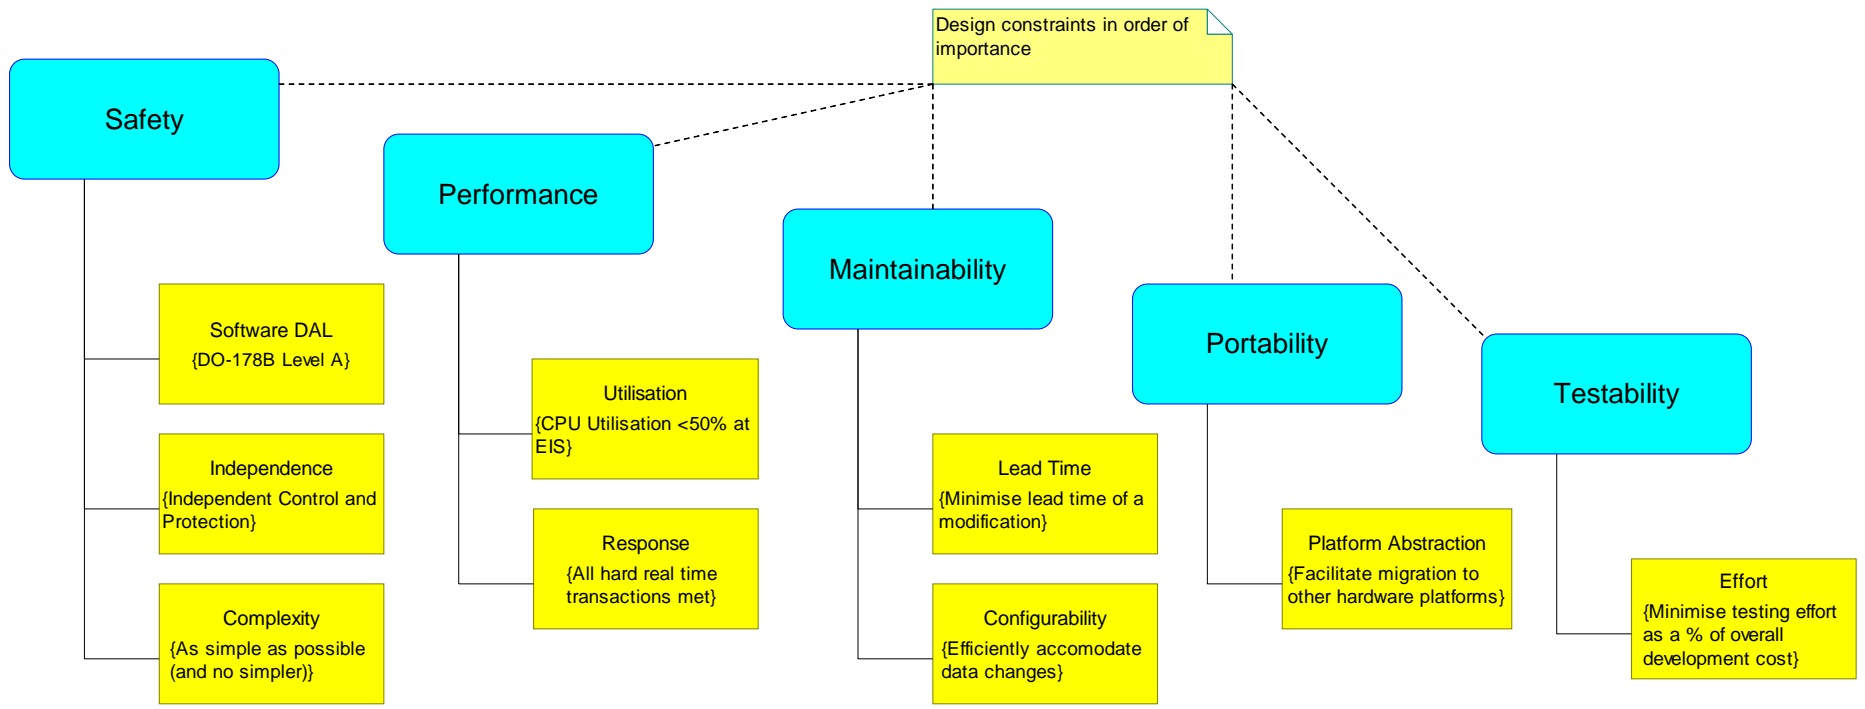 Design constraints in order of
importance
Safety
Software DAL
{DO-178B Level A}
Independence
{Independent Control and
Protection}
Complexity
{As simple as possible
(and no simpler)}
Performance
Utilisation
{CPU Utilisation <50% at
EIS}
Response
{All hard real time
transactions met}
Maintainability
Lead Time
{Minimise lead time of a
modification}
Configurability
{Efficiently accomodate
data changes}
Portability
Platform Abstraction
{Facilitate migration to
other hardware platforms}
Testability
Effort
{Minimise testing effort
as a % of overall
development cost}